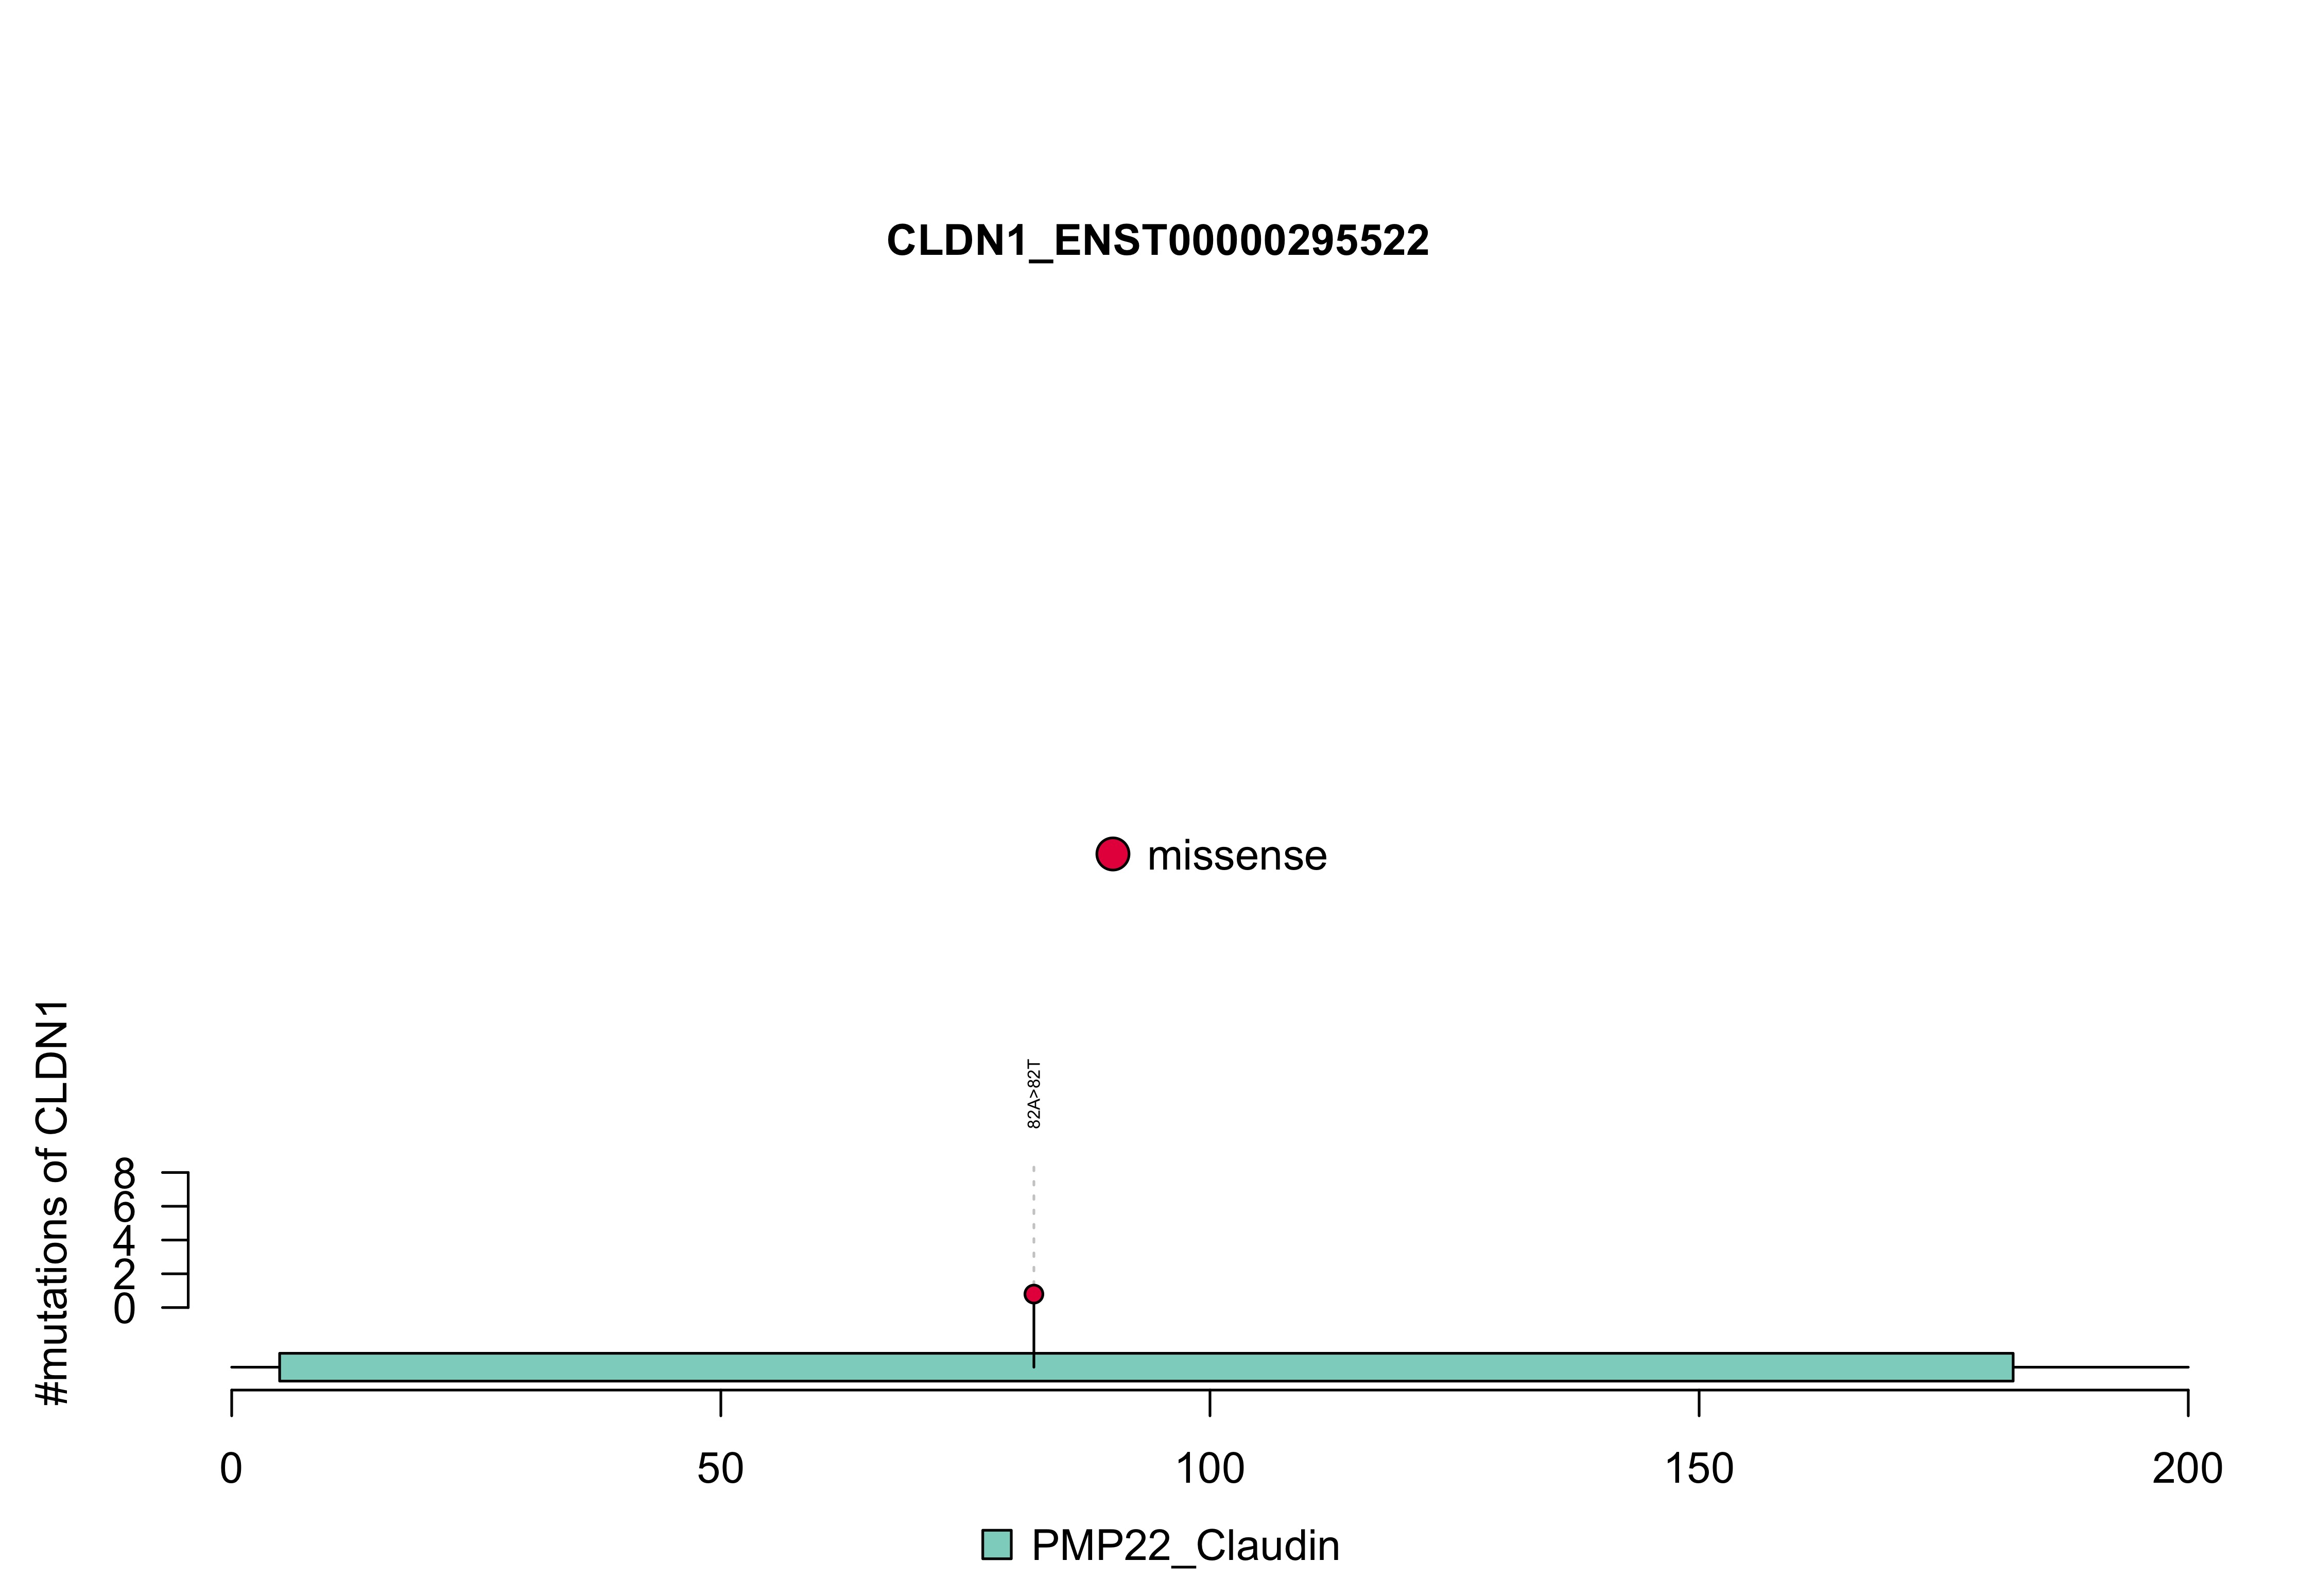 CLDN1_ENST00000295522
missense
#mutations of CLDN1
82A>82T
8
6
4
2
0
0 50 100 150 200
PMP22_Claudin